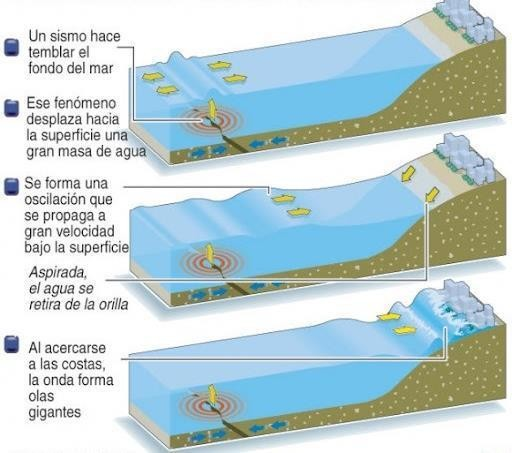 Un sismo hace
temblar el
fondo del mar
Ese fenómeno
desplaza hacia
la superficie una
gran masa de agua
Se forma una
oscilación que
se propaga a
gran velocidad
bajo la superficie
Aspirada,
el agua se
retira de la orilla
Al acercarse
a las costas,
la onda forma
olas
gigantes